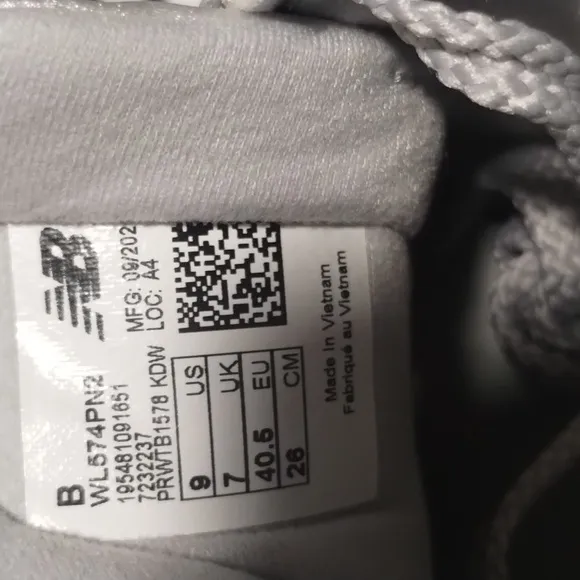 NB
B
WL574PN2
195481091651
7232237
PRWTB1578 KDW
MFG: 09/202
LOC: A4
US UK EU CM
9 7 40.5 26
Made In Vietnam
Fabriqué au Vietnam